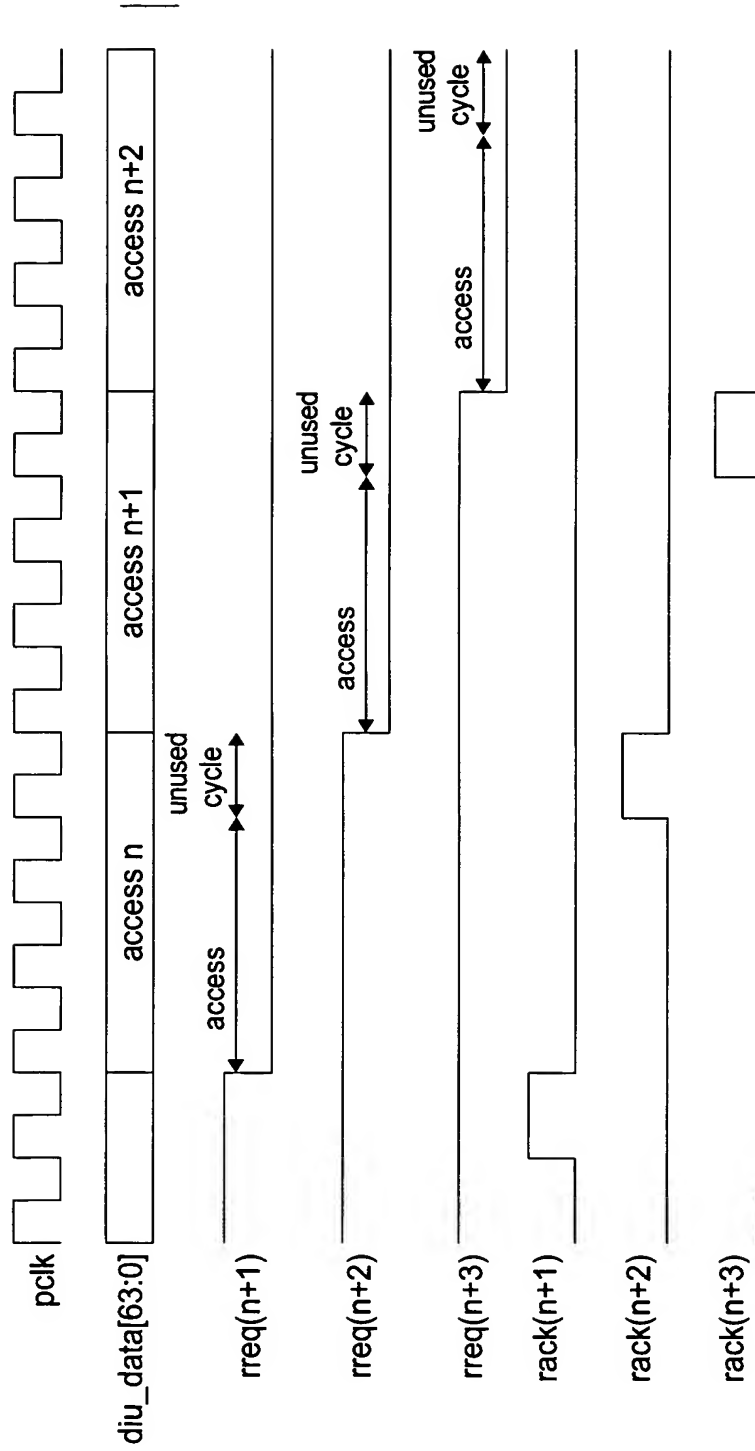 pclk
diu_data[63:0]
access n
access n+1
access n+2
rreq(n+1)
access
unused
cycle
rreq(n+2)
access
unused
cycle
rreq(n+3)
access
unused
cycle
rack(n+1)
rack(n+2)
rack(n+3)